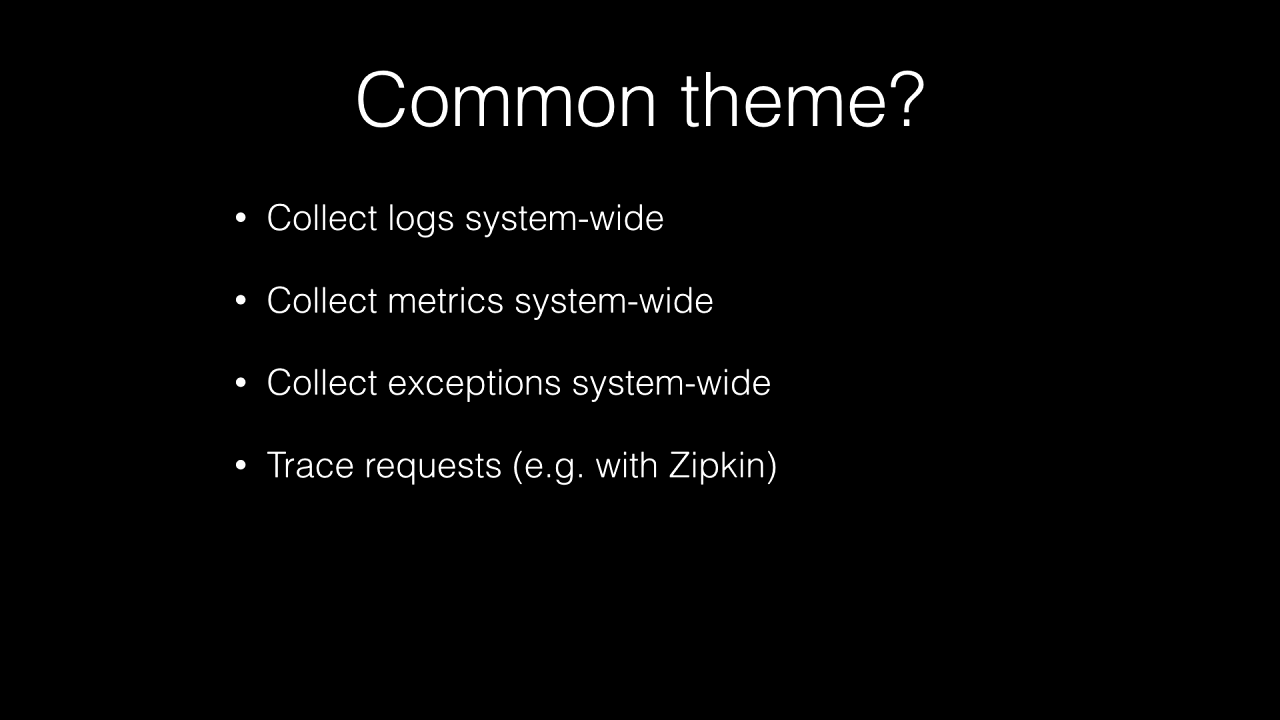 Common theme?
• Collect logs system-wide
• Collect metrics system-wide
• Collect exceptions system-wide
• Trace requests (e.g. with Zipkin)